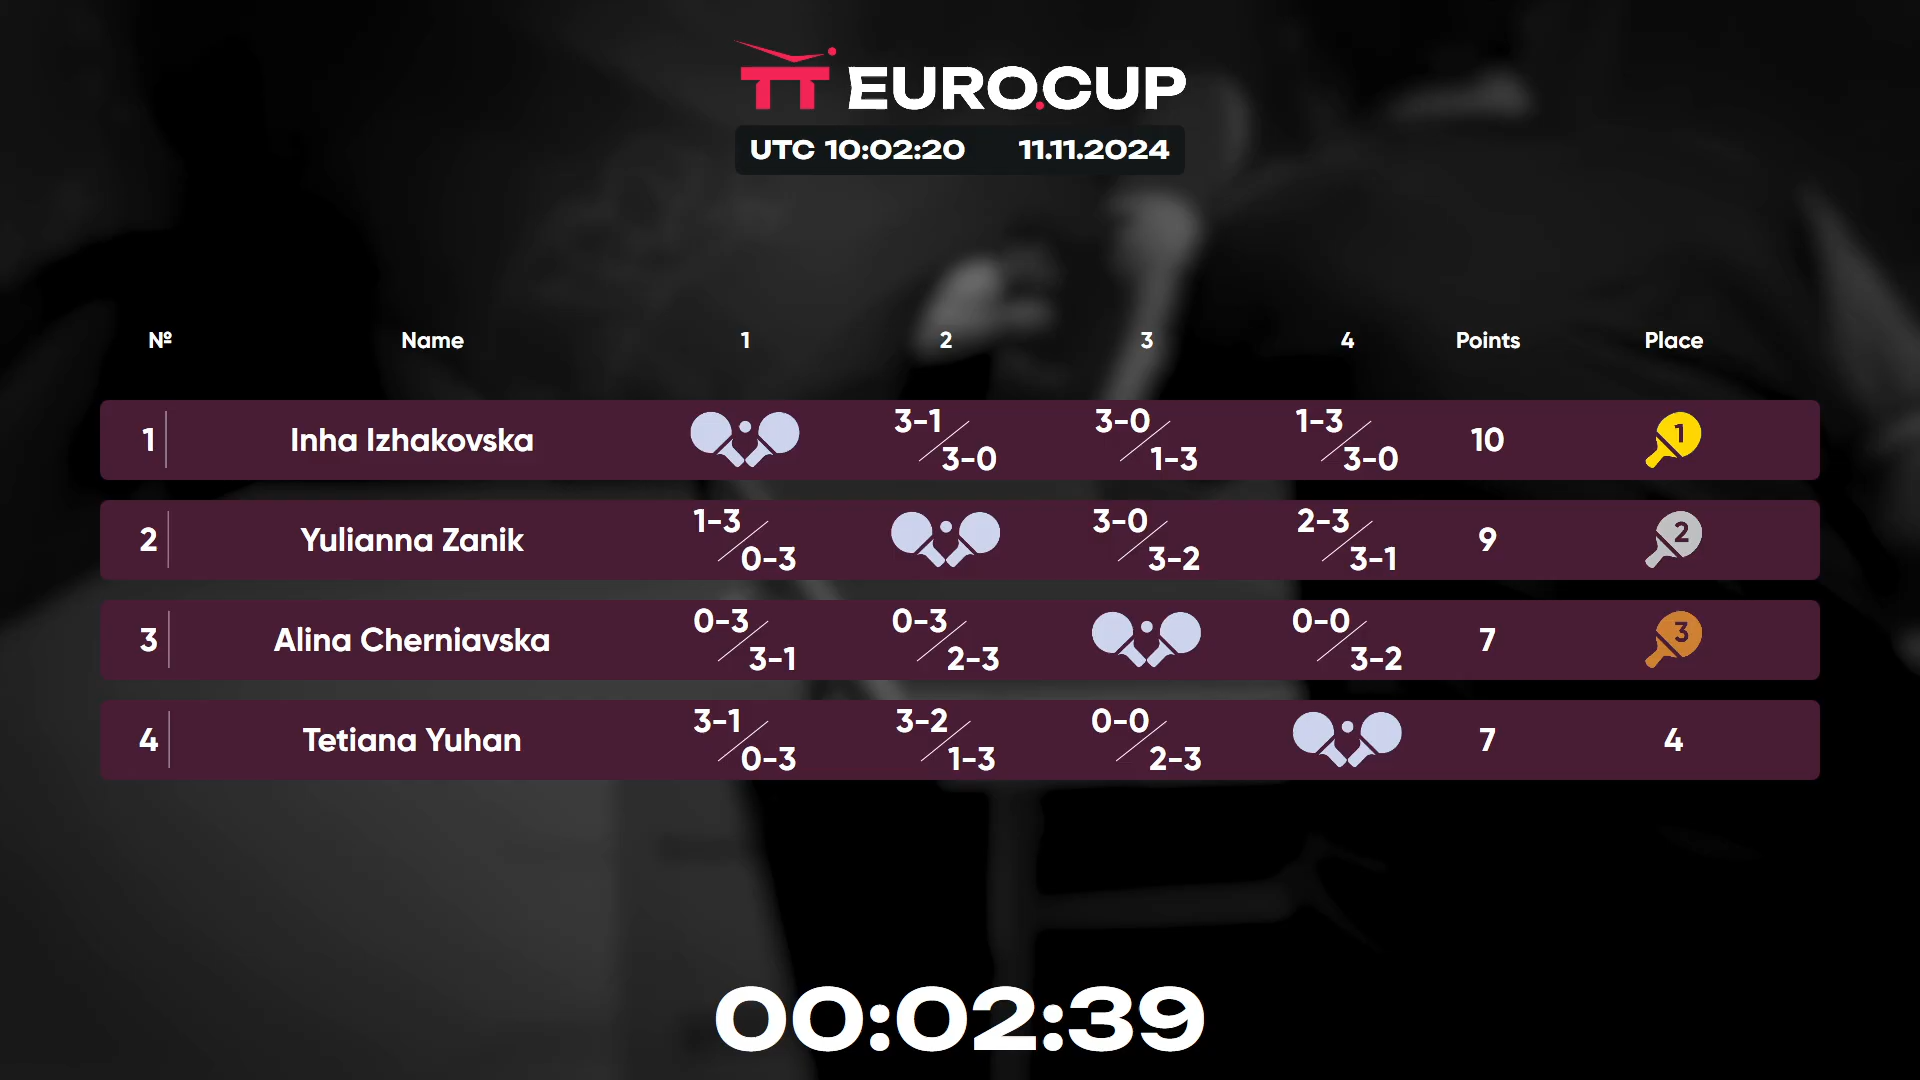 TT EURO.CUP
UTC 10:02:20 11.11.2024
Nº Name 1 2 3 4 Points Place
1 Inha Izhakovska 3-1 3-0 3-0 1-3 1-3 3-0 10 1
2 Yulianna Zanik 1-3 0-3 3-0 3-2 2-3 3-1 9 2
3 Alina Cherniavska 0-3 3-1 0-3 2-3 0-0 3-2 7 3
4 Tetiana Yuhan 3-1 0-3 3-2 1-3 0-0 2-3 7 4
00:02:39